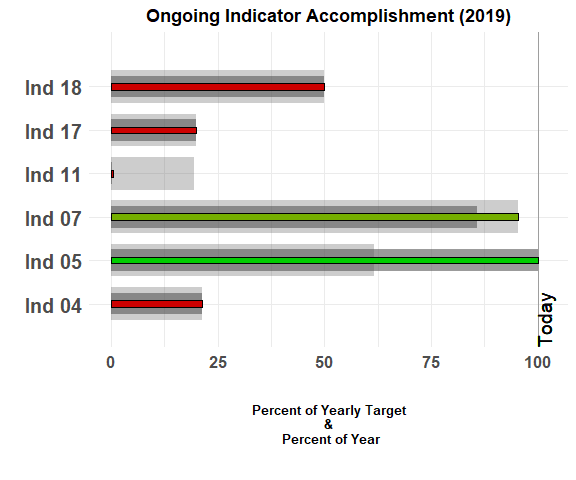 Ongoing Indicator Accomplishment (2019)
Ind 18
Ind 17
Ind 11
Ind 07
Ind 05
Ind 04
Today
0 25 50 75 100
Percent of Yearly Target
&
Percent of Year